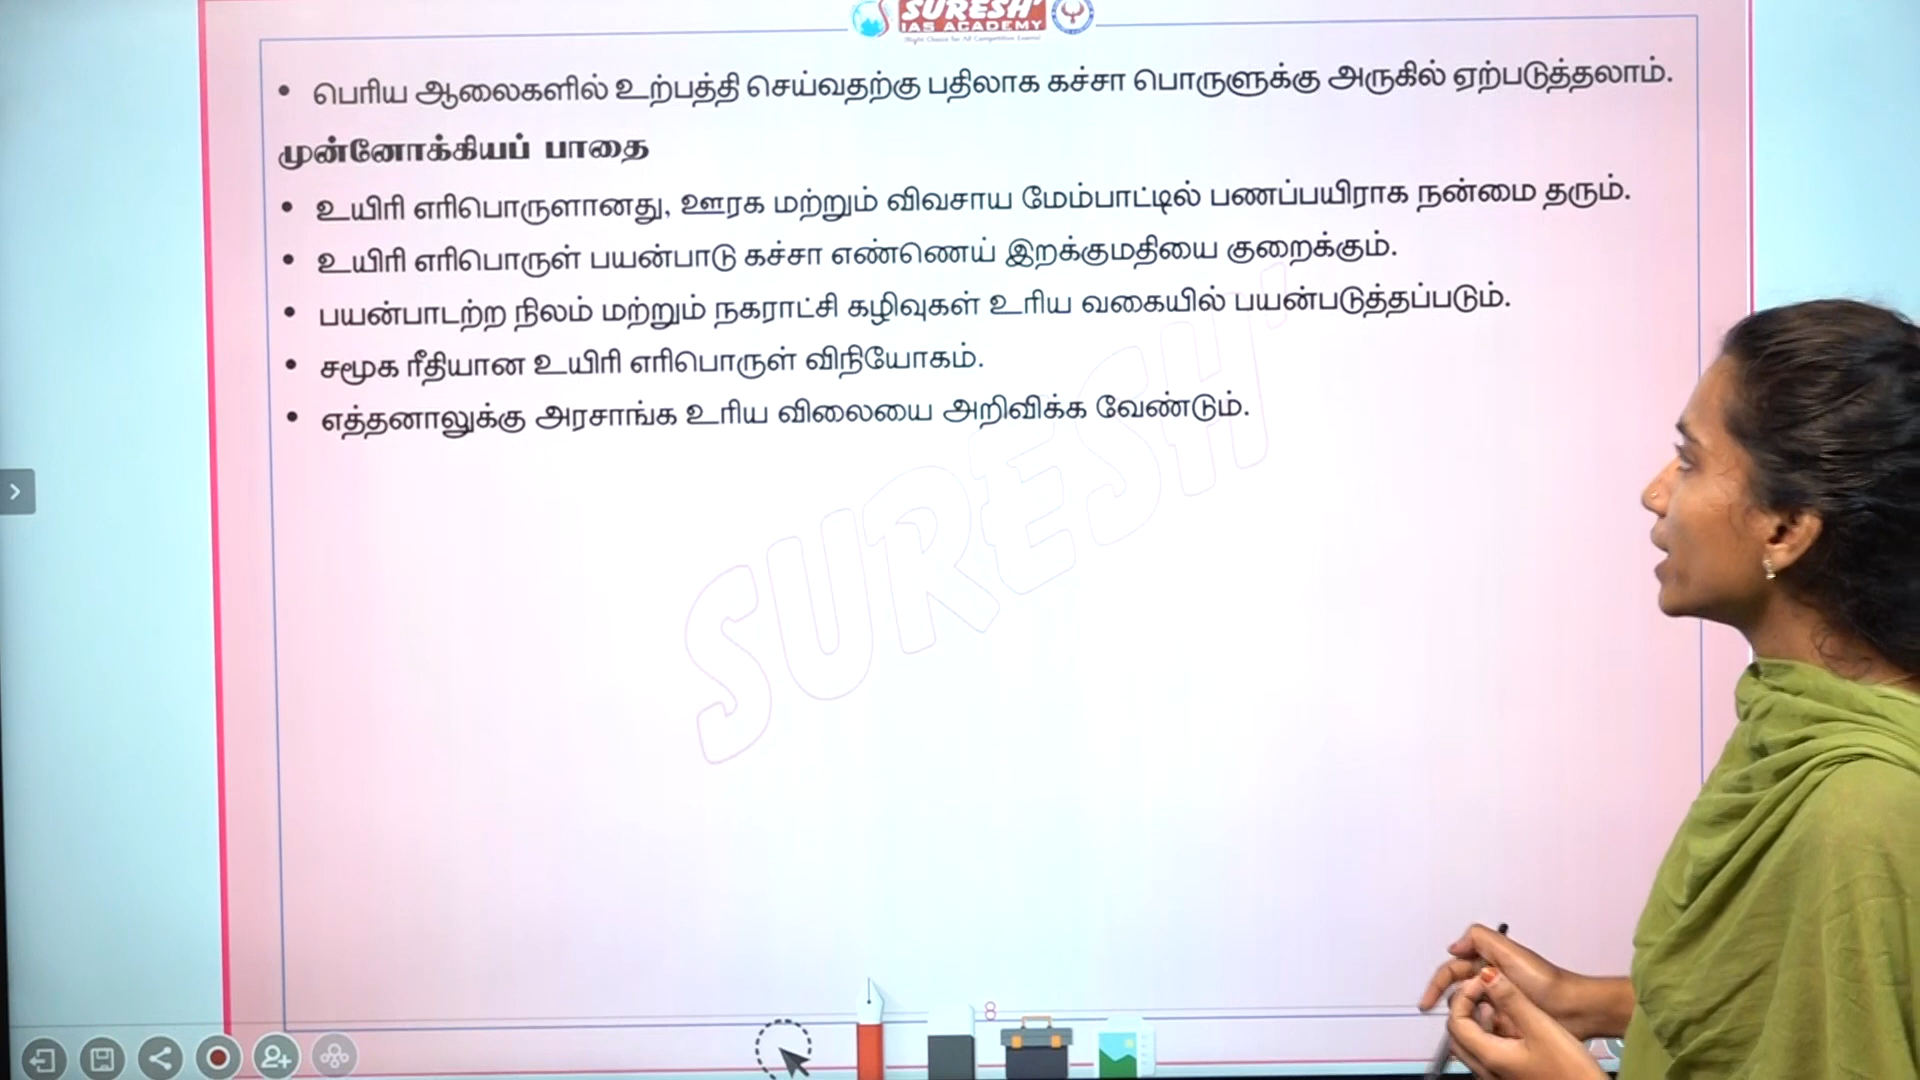 SURESH'
IAS ACADEMY
• பெரிய ஆலைகளில் உற்பத்தி செய்வதற்கு பதிலாக கச்சா பொருளுக்கு அருகில் ஏற்படுத்தலாம்.
முன்னோக்கியப் பாதை
• உயிரி எரிபொருளானது, ஊரக மற்றும் விவசாய மேம்பாட்டில் பணப்பயிராக நன்மை தரும்.
• உயிரி எரிபொருள் பயன்பாடு கச்சா எண்ணெய் இறக்குமதியை குறைக்கும்.
• பயன்பாடற்ற நிலம் மற்றும் நகராட்சி கழிவுகள் உரிய வகையில் பயன்படுத்தப்படும்.
• சமூக ரீதியான உயிரி எரிபொருள் விநியோகம்.
• எத்தனாலுக்கு அரசாங்க உரிய விலையை அறிவிக்க வேண்டும்.
SURESH'
8